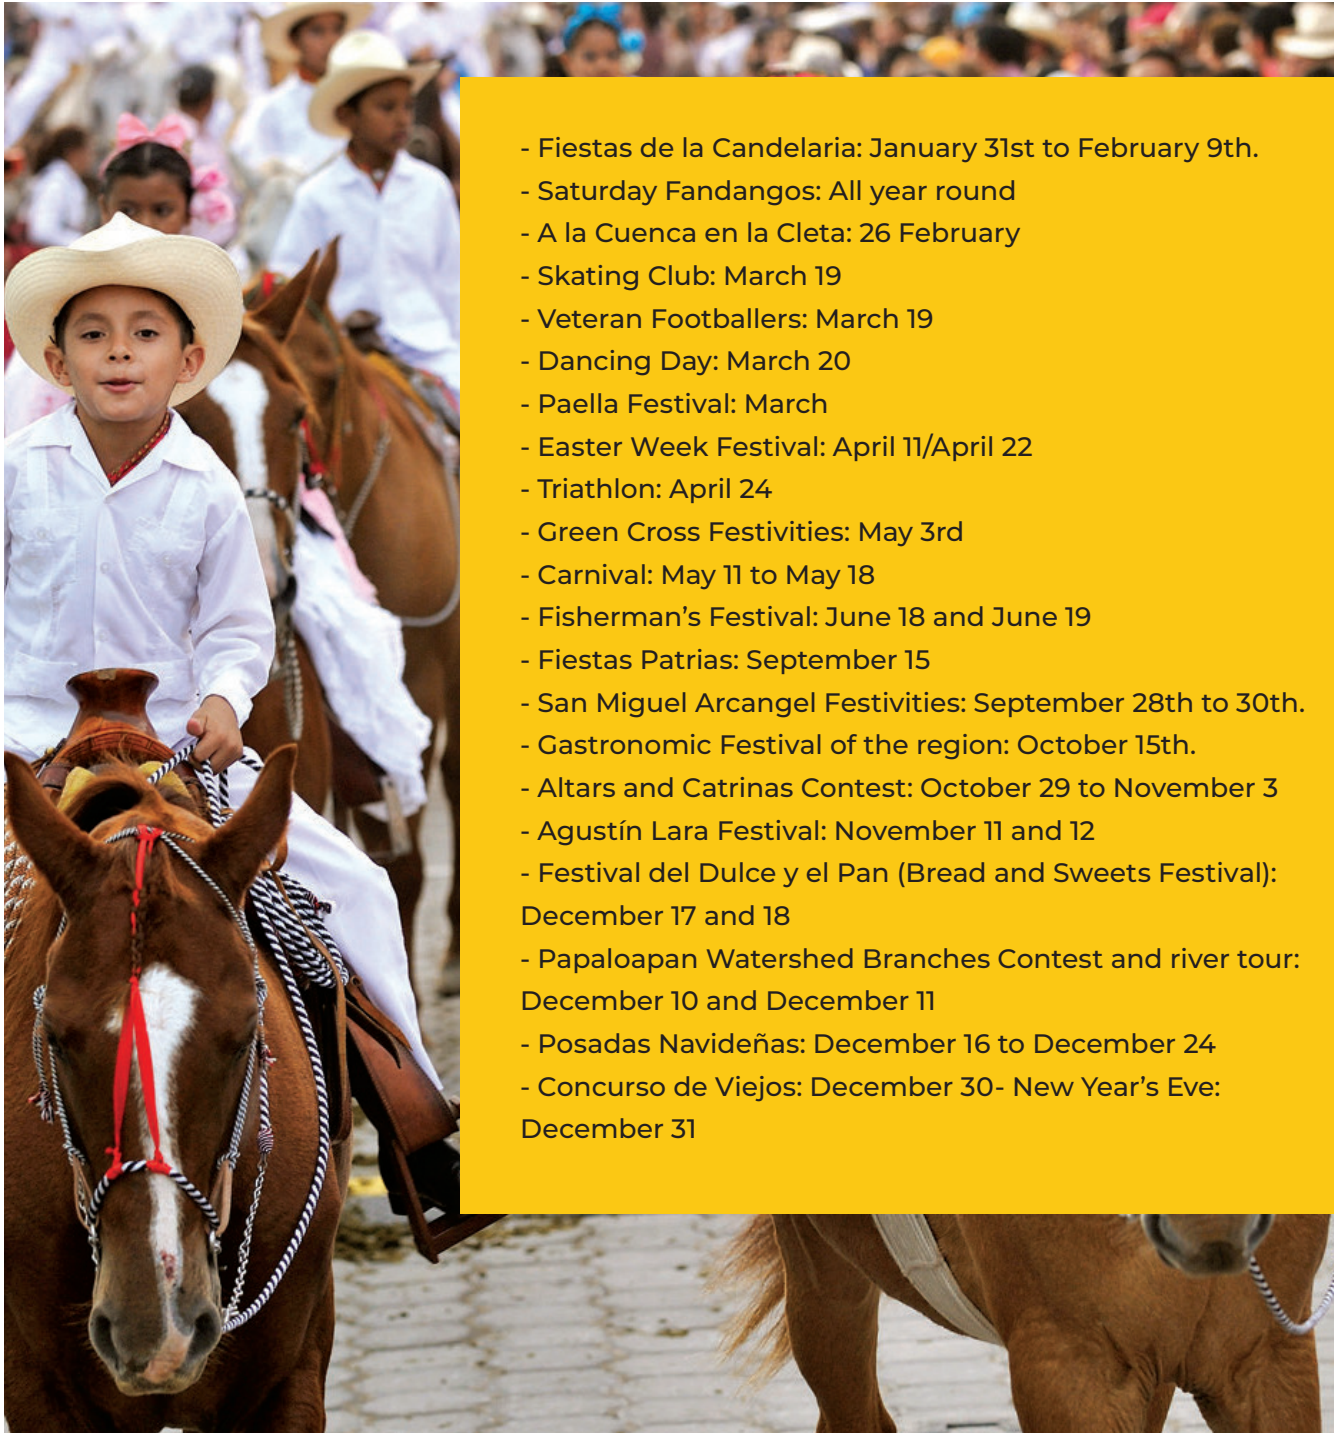 - Fiestas de la Candelaria: January 31st to February 9th.
- Saturday Fandangos: All year round
- A la Cuenca en la Cleta: 26 February
- Skating Club: March 19
- Veteran Footballers: March 19
- Dancing Day: March 20
- Paella Festival: March
- Easter Week Festival: April 11/April 22
- Triathlon: April 24
- Green Cross Festivities: May 3rd
- Carnival: May 11 to May 18
- Fisherman’s Festival: June 18 and June 19
- Fiestas Patrias: September 15
- San Miguel Arcangel Festivities: September 28th to 30th.
- Gastronomic Festival of the region: October 15th.
- Altars and Catrinas Contest: October 29 to November 3
- Agustín Lara Festival: November 11 and 12
- Festival del Dulce y el Pan (Bread and Sweets Festival):
December 17 and 18
- Papaloapan Watershed Branches Contest and river tour:
December 10 and December 11
- Posadas Navideñas: December 16 to December 24
- Concurso de Viejos: December 30- New Year’s Eve:
December 31